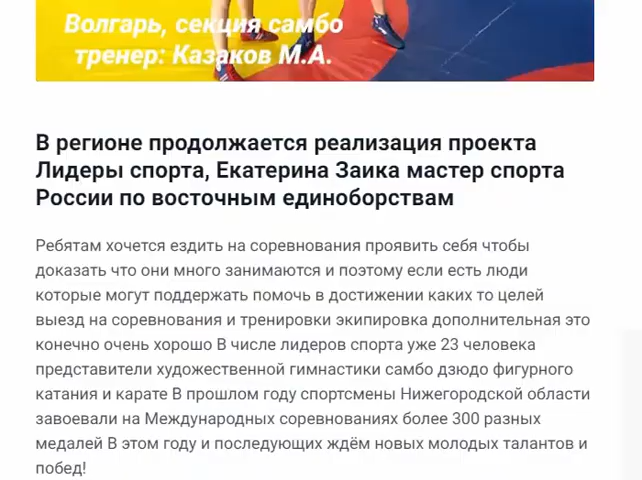 Волгарь, секция самбо
тренер: Казаков М.А.
В регионе продолжается реализация проекта
Лидеры спорта, Екатерина Заика мастер спорта
России по восточным единоборствам
Ребятам хочется ездить на соревнования проявить себя чтобы
доказать что они много занимаются и поэтому если есть люди
которые могут поддержать помочь в достижении каких то целей
выезд на соревнования и тренировки экипировка дополнительная это
конечно очень хорошо В числе лидеров спорта уже 23 человека
представители художественной гимнастики самбо дзюдо фигурного
катания и карате В прошлом году спортсмены Нижегородской области
завоевали на Международных соревнованиях более 300 разных
медалей В этом году и последующих ждём новых молодых талантов и
побед!